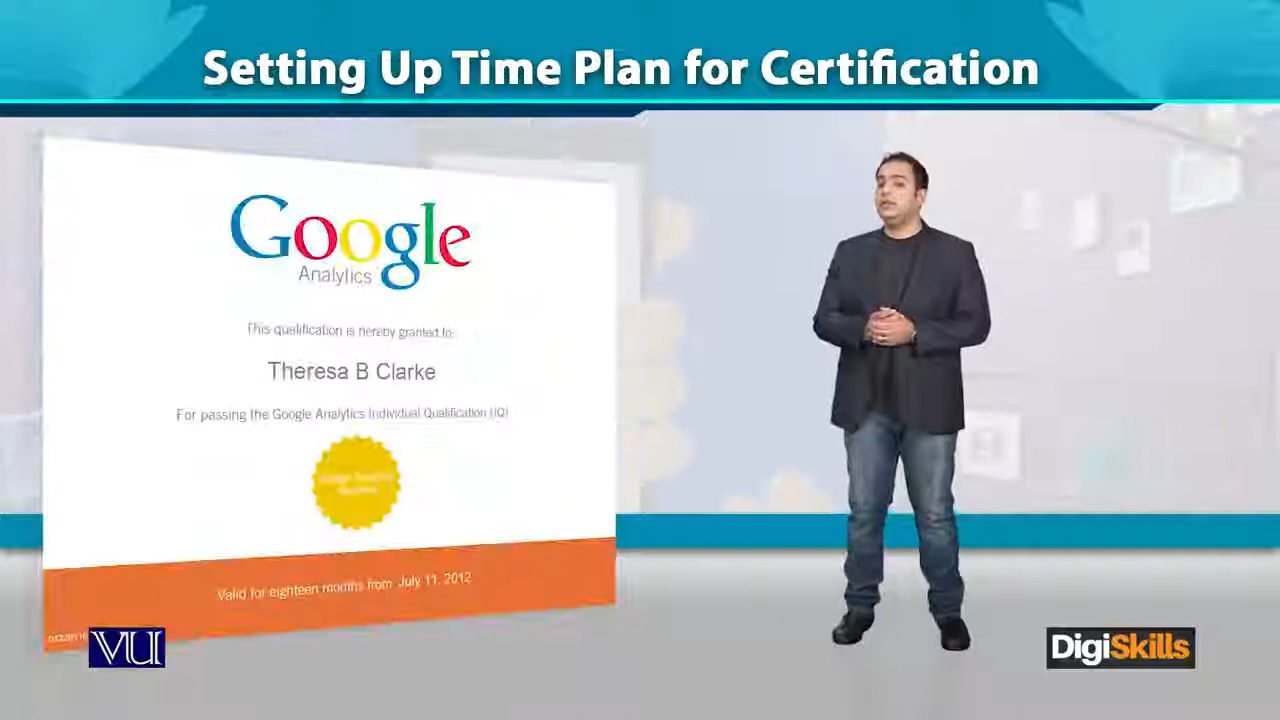 Setting Up Time Plan for Certification
Google
Analytics
This qualification is hereby granted to:
Theresa B Clarke
For passing the Google Analytics Individual Qualification (IQ)
Valid for eighteen months from July 11, 2012
VU
DigiSkills